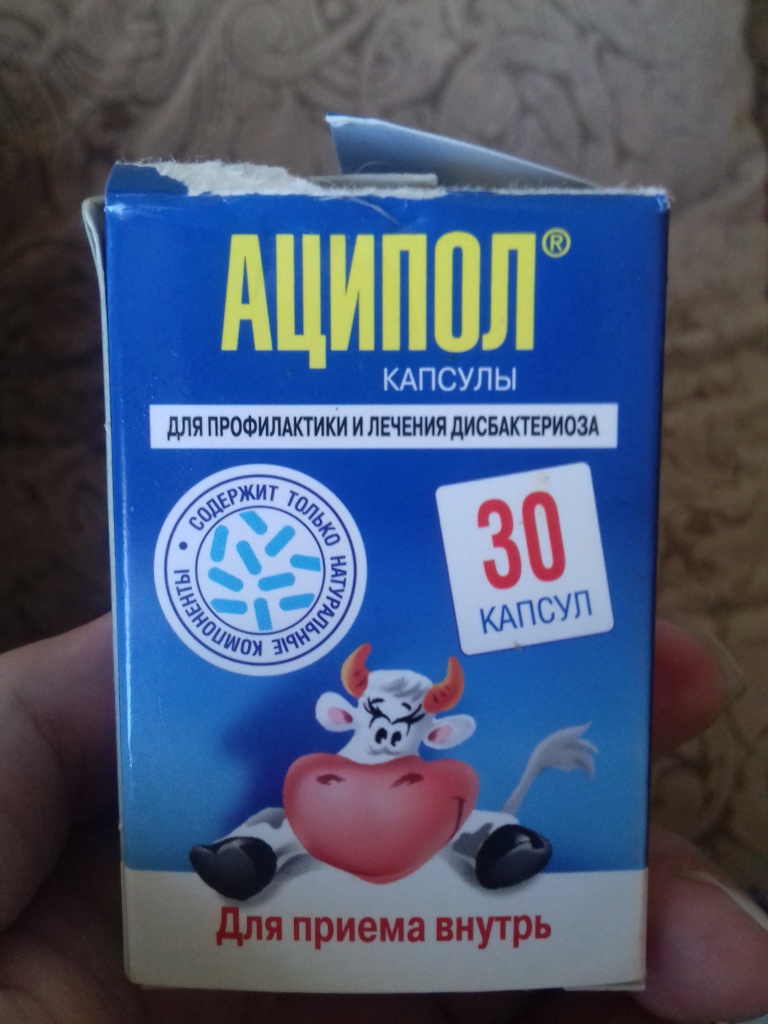 АЦИПОЛ®
КАПСУЛЫ
ДЛЯ ПРОФИЛАКТИКИ И ЛЕЧЕНИЯ ДИСБАКТЕРИОЗА
• СОДЕРЖИТ ТОЛЬКО НАТУРАЛЬНЫЕ КОМПОНЕНТЫ
30
КАПСУЛ
Для приема внутрь